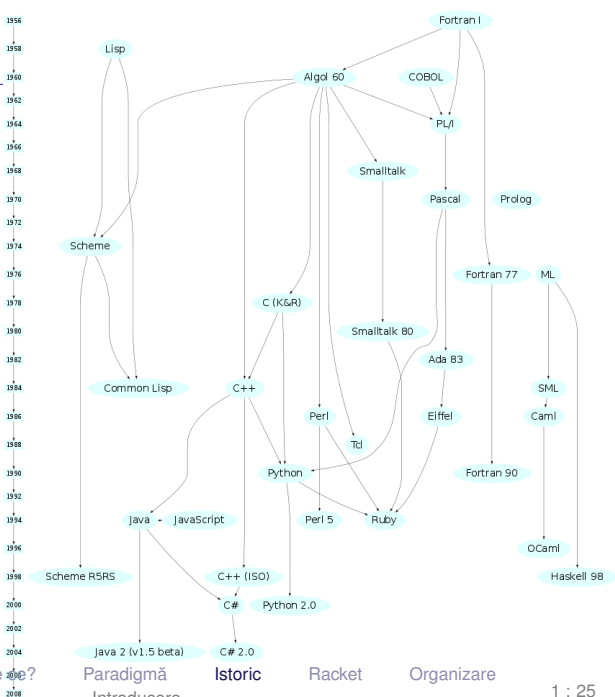 1956
Fortran I
1958
Lisp
1960
Algol 60
COBOL
1962
1964
PL/I
1966
1968
Smalltalk
1970
Pascal
Prolog
1972
1974
Scheme
1976
Fortran 77
ML
1978
C (K&R)
1980
Smalltalk 80
1982
Ada 83
1984
Common Lisp
C++
SML
1986
Perl
Eiffel
Caml
1988
Tcl
1990
Python
Fortran 90
1992
1994
Java
JavaScript
Perl 5
Ruby
1996
OCaml
1998
Scheme R5RS
C++ (ISO)
Haskell 98
2000
C#
Python 2.0
2002
2004
Java 2 (v1.5 beta)
C# 2.0
de?
Paradigmă
Istoric
Racket
Organizare
2008
Introducere
1 : 25